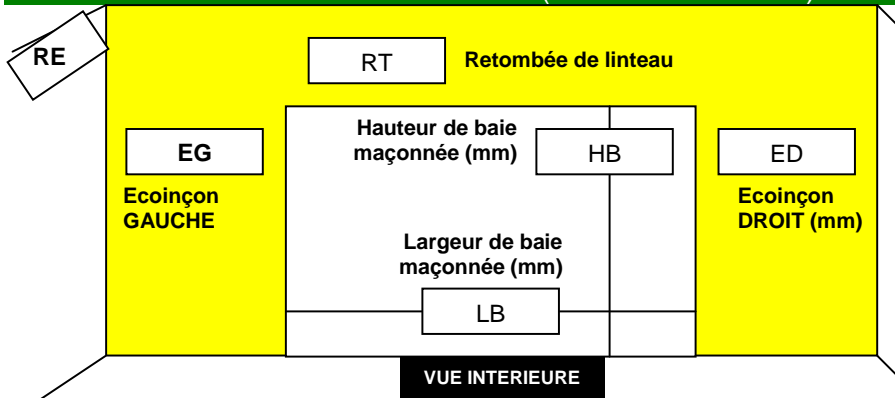 RE
RT
Retombée de linteau
Hauteur de baie
maçonnée (mm)
HB
EG
ED
Ecoinçon
GAUCHE
Ecoinçon
DROIT (mm)
Largeur de baie
maçonnée (mm)
LB
VUE INTERIEURE